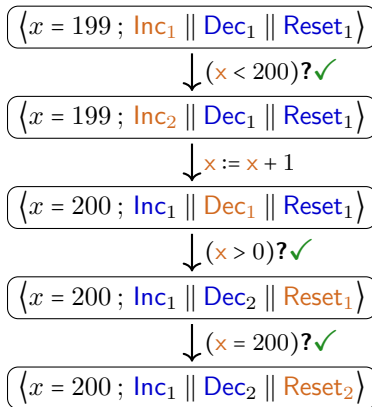 ⟨x = 199 ; Inc₁ || Dec₁ || Reset₁⟩
(x < 200)?✓
⟨x = 199 ; Inc₂ || Dec₁ || Reset₁⟩
x := x + 1
⟨x = 200 ; Inc₁ || Dec₁ || Reset₁⟩
(x > 0)?✓
⟨x = 200 ; Inc₁ || Dec₂ || Reset₁⟩
(x = 200)?✓
⟨x = 200 ; Inc₁ || Dec₂ || Reset₂⟩